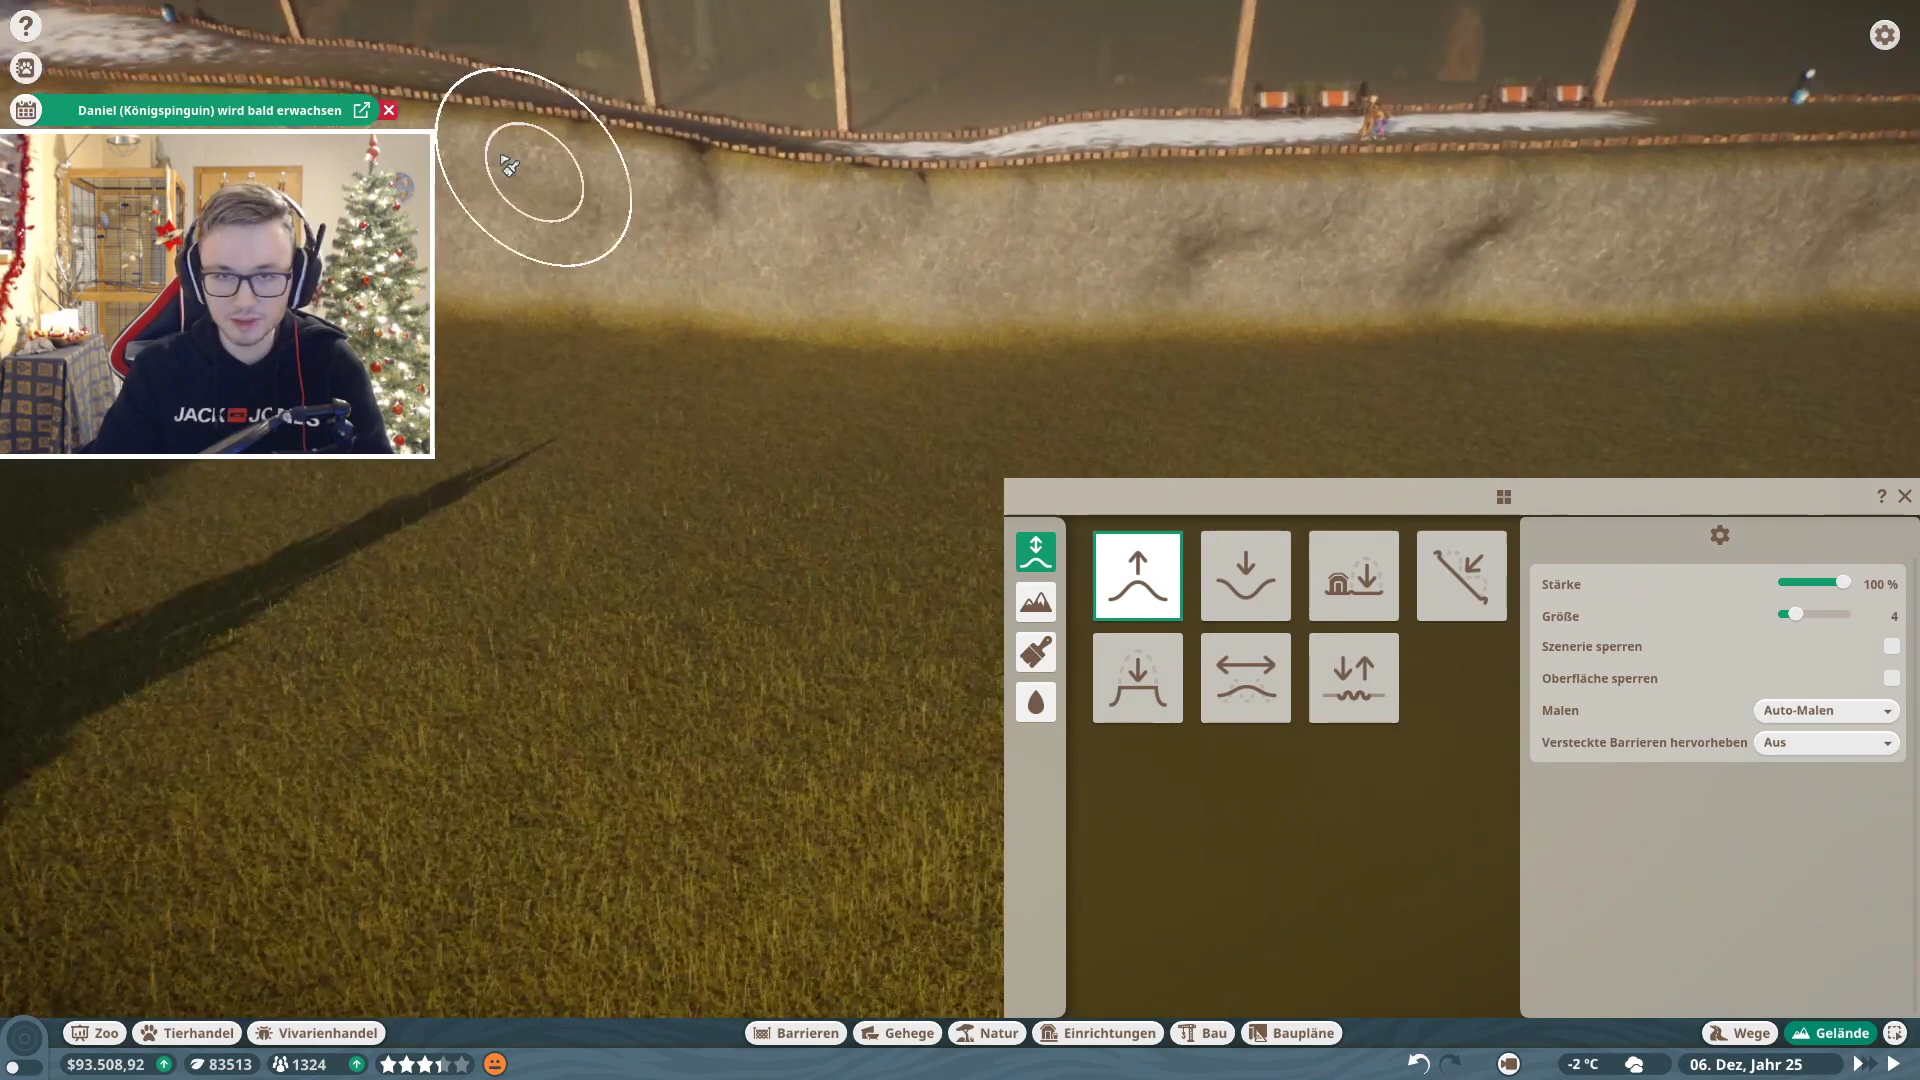 ?
Daniel (Königspinguin) wird bald erwachsen
JACK JONES
?
Stärke 100 %
Größe 4
Szenerie sperren
Oberfläche sperren
Malen Auto-Malen
Versteckte Barrieren hervorheben Aus
Zoo Tierhandel Vivarienhandel Barrieren Gehege Natur Einrichtungen Bau Baupläne Wege Gelände
$93.508,92 83513 1324 -2 °C 06. Dez, Jahr 25